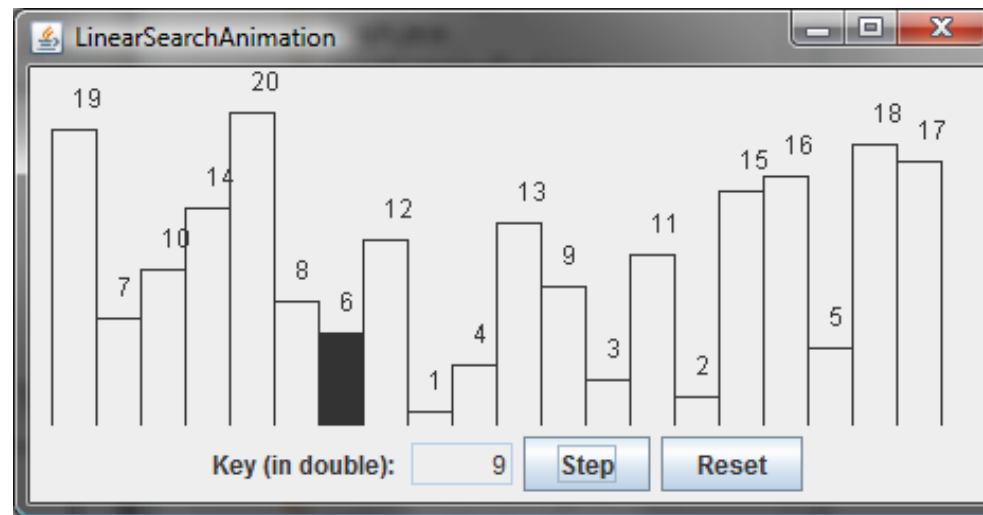 LinearSearchAnimation
19 7 10 14 20 8 6 12 1 4 13 9 3 11 2 15 16 5 18 17
Key (in double): 9 Step Reset